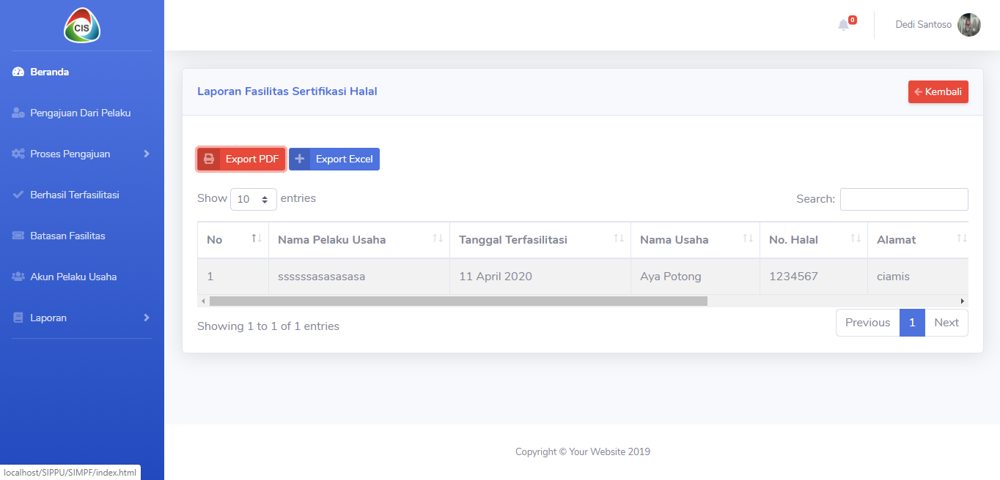 CIS
0
Dedi Santoso
Beranda
Pengajuan Dari Pelaku
Proses Pengajuan
Berhasil Terfasilitasi
Batasan Fasilitas
Akun Pelaku Usaha
Laporan
Laporan Fasilitas Sertifikasi Halal
Kembali
Export PDF
Export Excel
Show 10 entries
Search:
No Nama Pelaku Usaha Tanggal Terfasilitasi Nama Usaha No. Halal Alamat
1 ssssssasasasasa 11 April 2020 Aya Potong 1234567 ciamis
Showing 1 to 1 of 1 entries
Previous 1 Next
Copyright © Your Website 2019
localhost/SIPPU/SIMPF/index.html